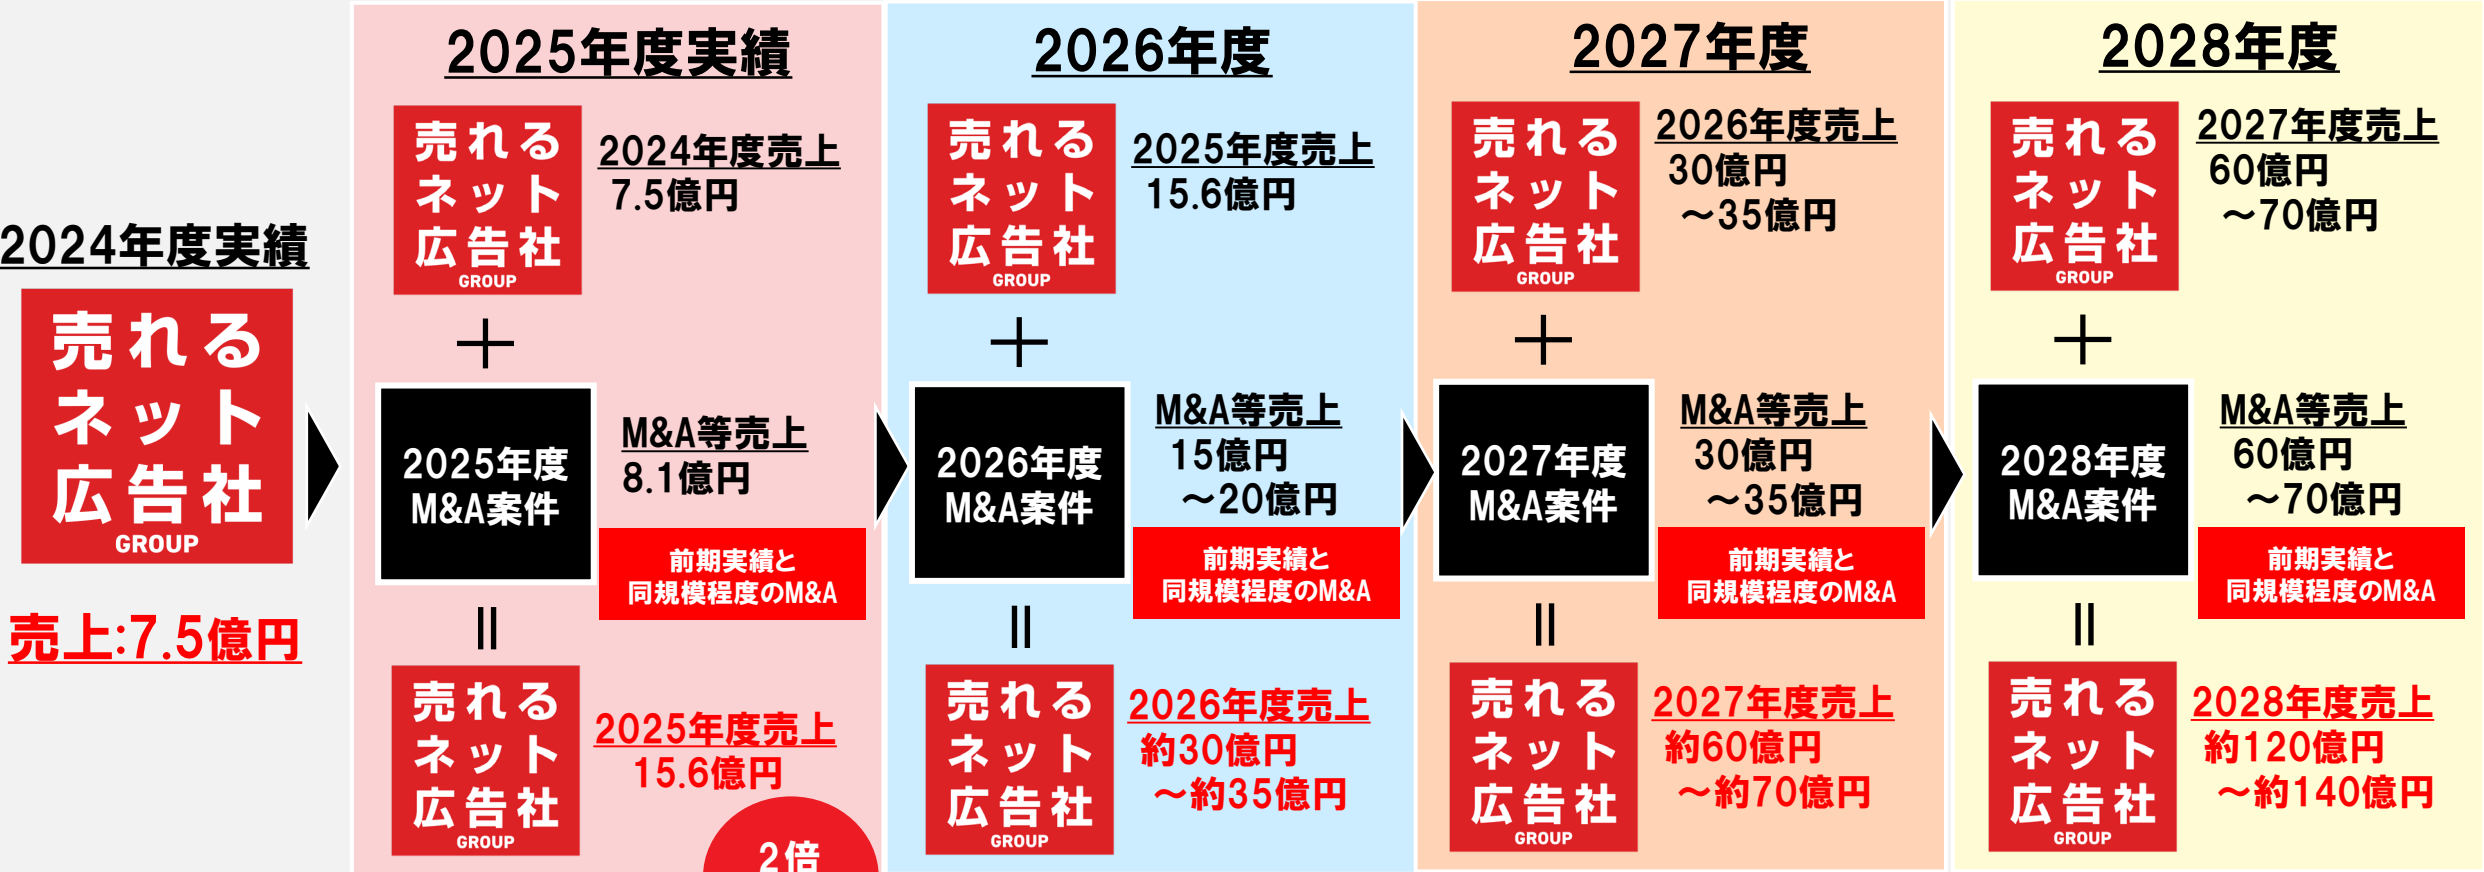 2024年度実績
売れる
ネット
広告社
GROUP
売上:7.5億円
2025年度実績
売れる
ネット
広告社
GROUP
2024年度売上
7.5億円
＋
2025年度
M&A案件
M&A等売上
8.1億円
前期実績と
同規模程度のM&A
＝
売れる
ネット
広告社
GROUP
2025年度売上
15.6億円
2倍
2026年度
売れる
ネット
広告社
GROUP
2025年度売上
15.6億円
＋
2026年度
M&A案件
M&A等売上
15億円
～20億円
前期実績と
同規模程度のM&A
＝
売れる
ネット
広告社
GROUP
2026年度売上
約30億円
～約35億円
2027年度
売れる
ネット
広告社
GROUP
2026年度売上
30億円
～35億円
＋
2027年度
M&A案件
M&A等売上
30億円
～35億円
前期実績と
同規模程度のM&A
＝
売れる
ネット
広告社
GROUP
2027年度売上
約60億円
～約70億円
2028年度
売れる
ネット
広告社
GROUP
2027年度売上
60億円
～70億円
＋
2028年度
M&A案件
M&A等売上
60億円
～70億円
前期実績と
同規模程度のM&A
＝
売れる
ネット
広告社
GROUP
2028年度売上
約120億円
～約140億円